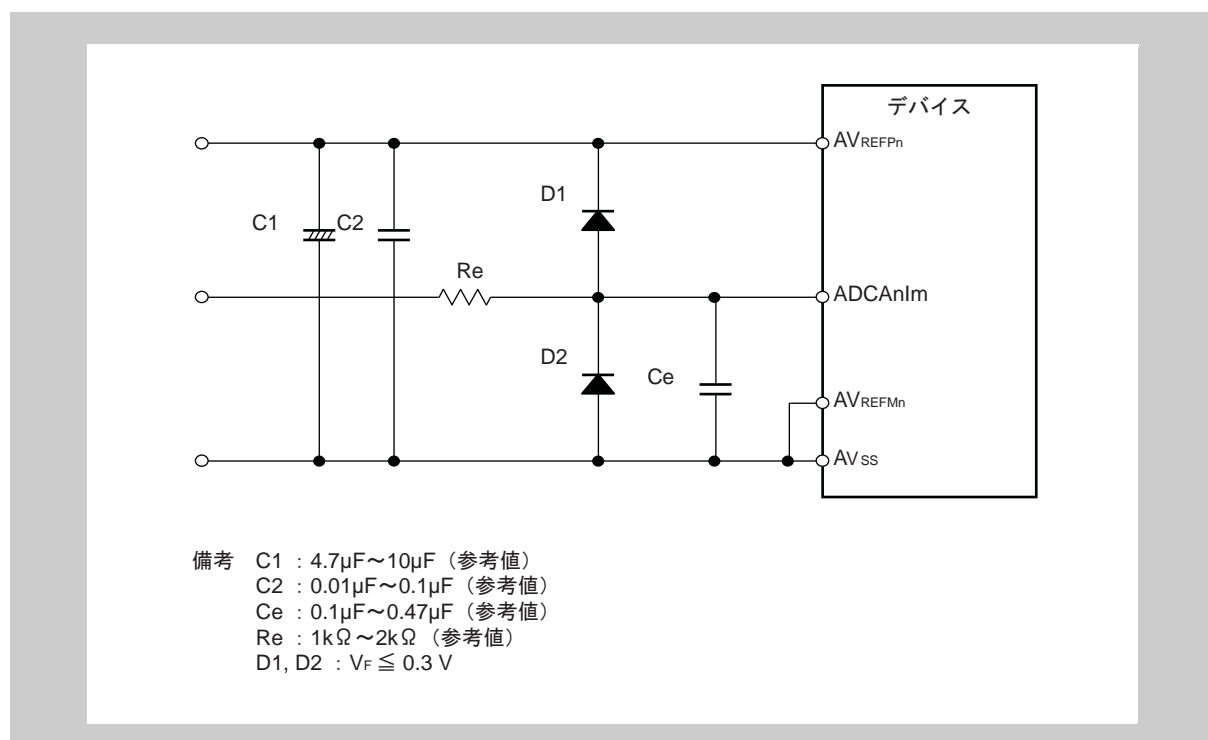 デバイス
AVREFPn
D1
C1
C2
Re
ADCAnIm
D2
Ce
AVREFMn
AVSS
備考 C1 : 4.7µF～10µF（参考値）
C2 : 0.01µF～0.1µF（参考値）
Ce : 0.1µF～0.47µF（参考値）
Re : 1kΩ～2kΩ（参考値）
D1, D2 : VF ≦ 0.3 V